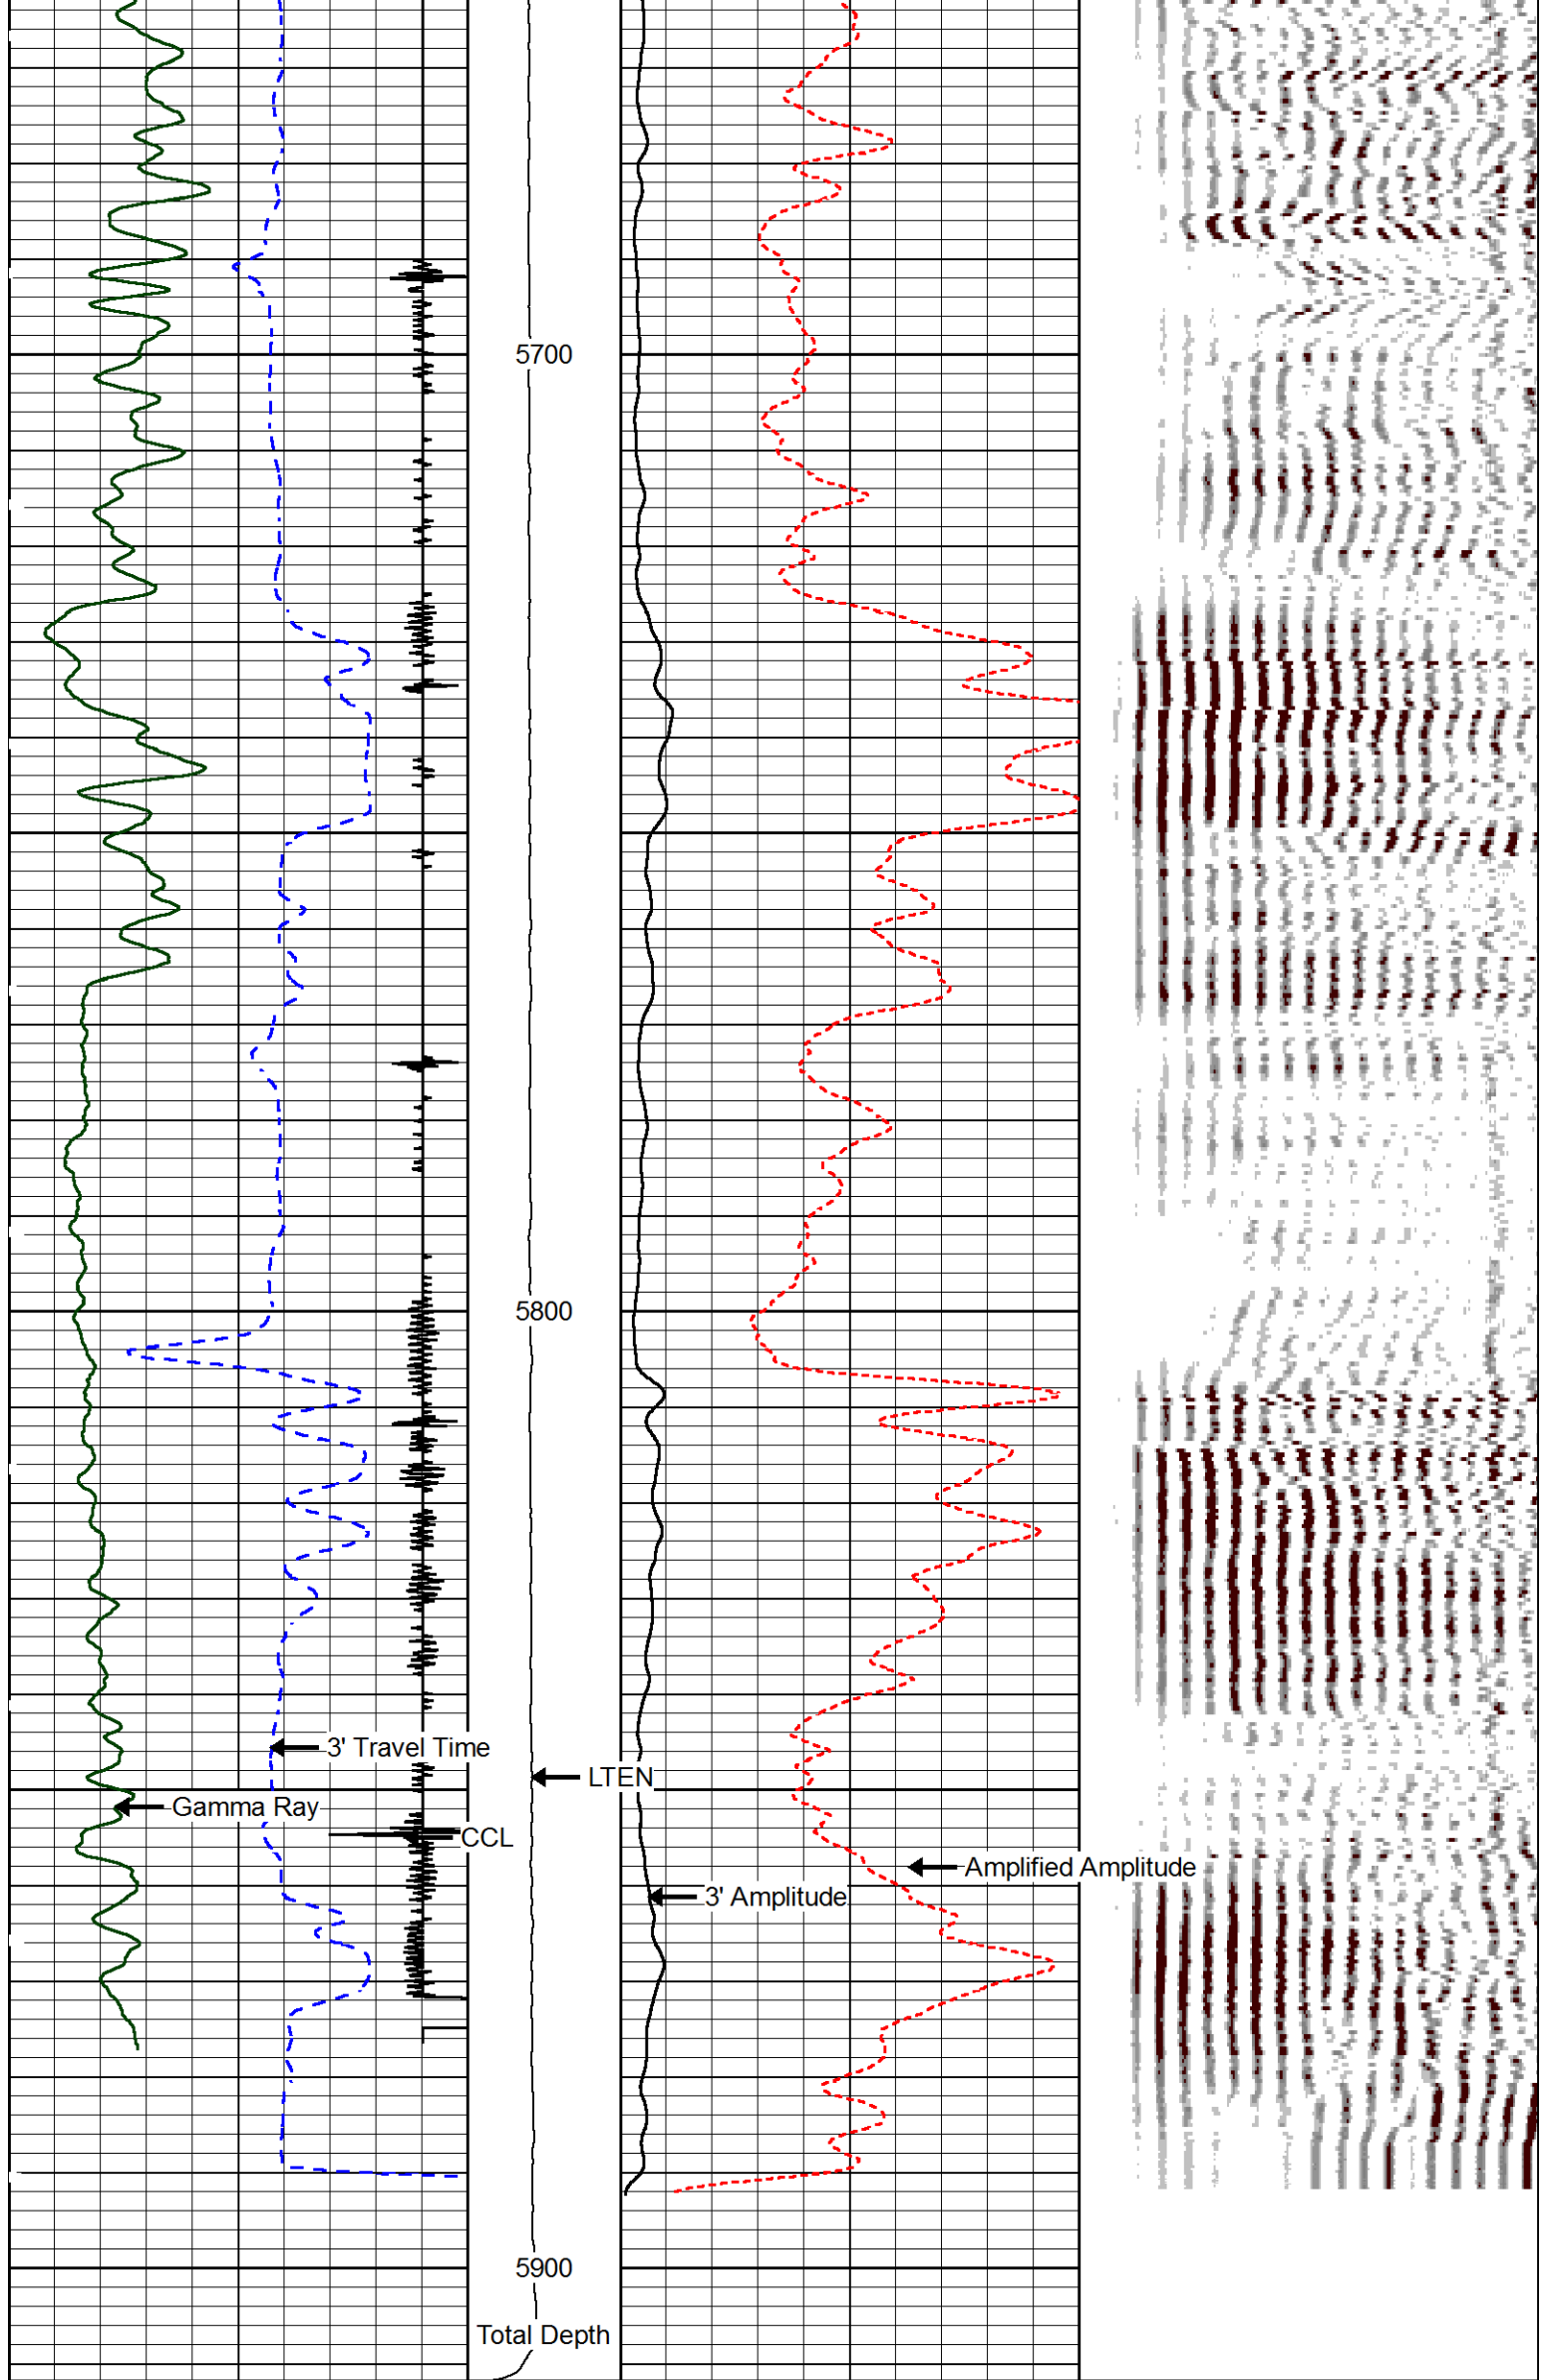 5700
5800
3' Travel Time
LTEN
Gamma Ray
CCL
Amplified Amplitude
3' Amplitude
5900
Total Depth